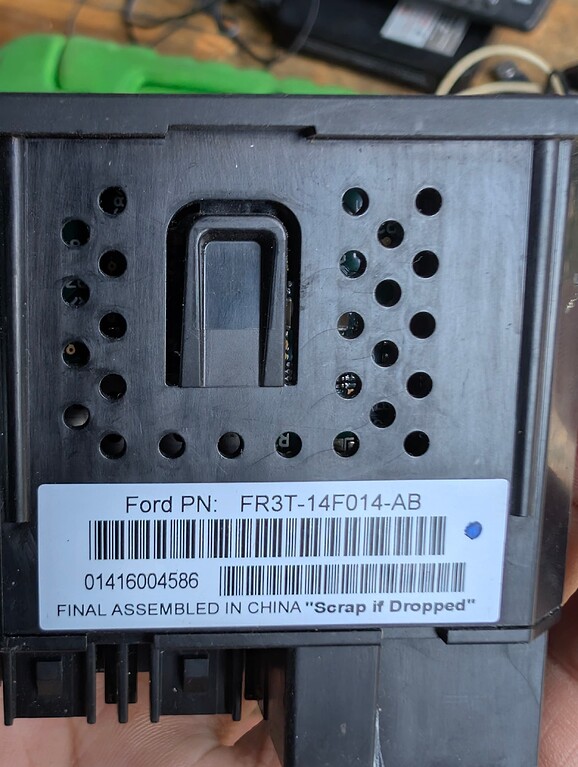 Ford PN: FR3T-14F014-AB
01416004586
FINAL ASSEMBLED IN CHINA "Scrap if Dropped"